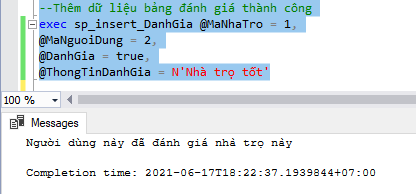 --Thêm dữ liệu bảng đánh giá thành công
exec sp_insert_DanhGia @MaNhaTro = 1,
@MaNguoiDung = 2,
@DanhGia = true,
@ThongTinDanhGia = N'Nhà trọ tốt'
100 %
Messages
Người dùng này đã đánh giá nhà trọ này
Completion time: 2021-06-17T18:22:37.1939844+07:00